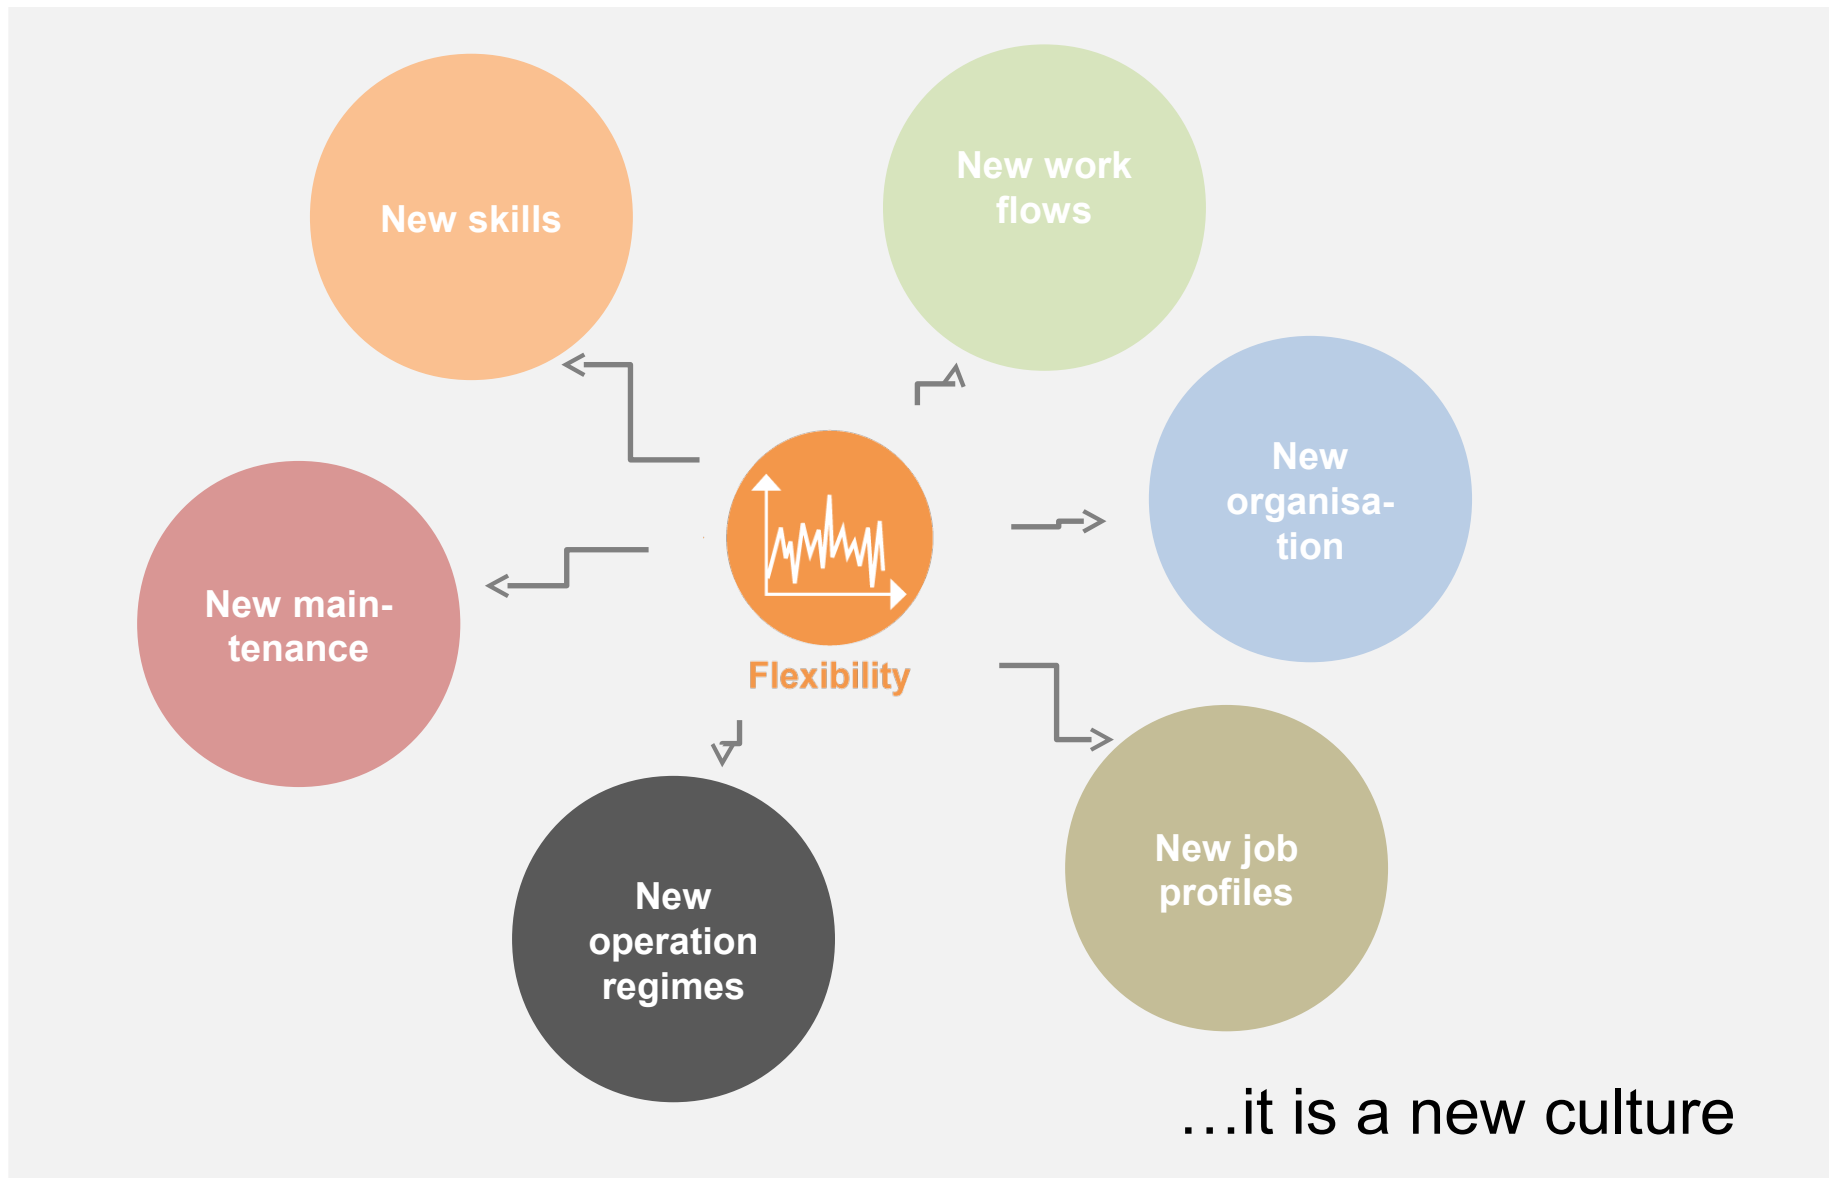 New skills
New work
flows
New
organisa-
tion
New main-
tenance
Flexibility
New job
profiles
New
operation
regimes
…it is a new culture